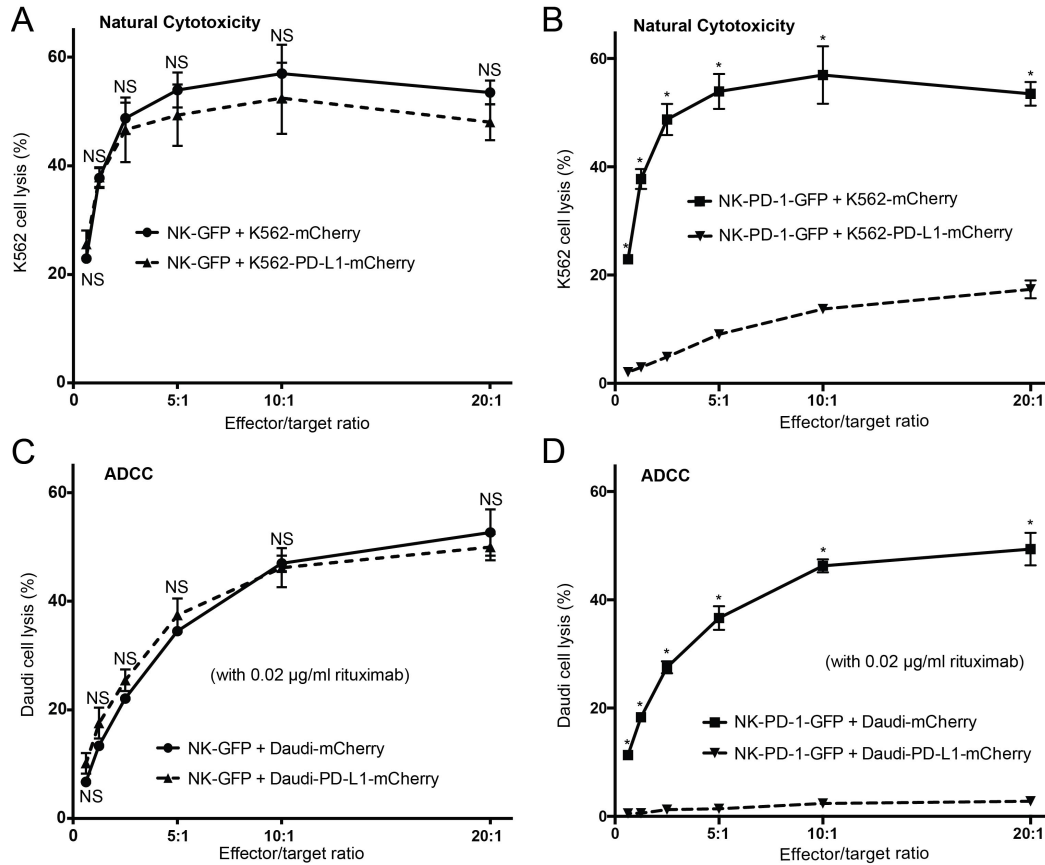 A
Natural Cytotoxicity
60
40
20
0
K562 cell lysis (%)
NS
NS
NS
NS
NS
NS
NK-GFP + K562-mCherry
NK-GFP + K562-PD-L1-mCherry
0
5:1
10:1
20:1
Effector/target ratio
B
Natural Cytotoxicity
60
40
20
0
K562 cell lysis (%)
*
*
*
*
*
*
NK-PD-1-GFP + K562-mCherry
NK-PD-1-GFP + K562-PD-L1-mCherry
0
5:1
10:1
20:1
Effector/target ratio
C
ADCC
60
40
20
0
Daudi cell lysis (%)
NS
NS
NS
NS
NS
NS
(with 0.02 μg/ml rituximab)
NK-GFP + Daudi-mCherry
NK-GFP + Daudi-PD-L1-mCherry
0
5:1
10:1
20:1
Effector/target ratio
D
ADCC
60
40
20
0
Daudi cell lysis (%)
*
*
*
*
*
*
(with 0.02 μg/ml rituximab)
NK-PD-1-GFP + Daudi-mCherry
NK-PD-1-GFP + Daudi-PD-L1-mCherry
0
5:1
10:1
20:1
Effector/target ratio